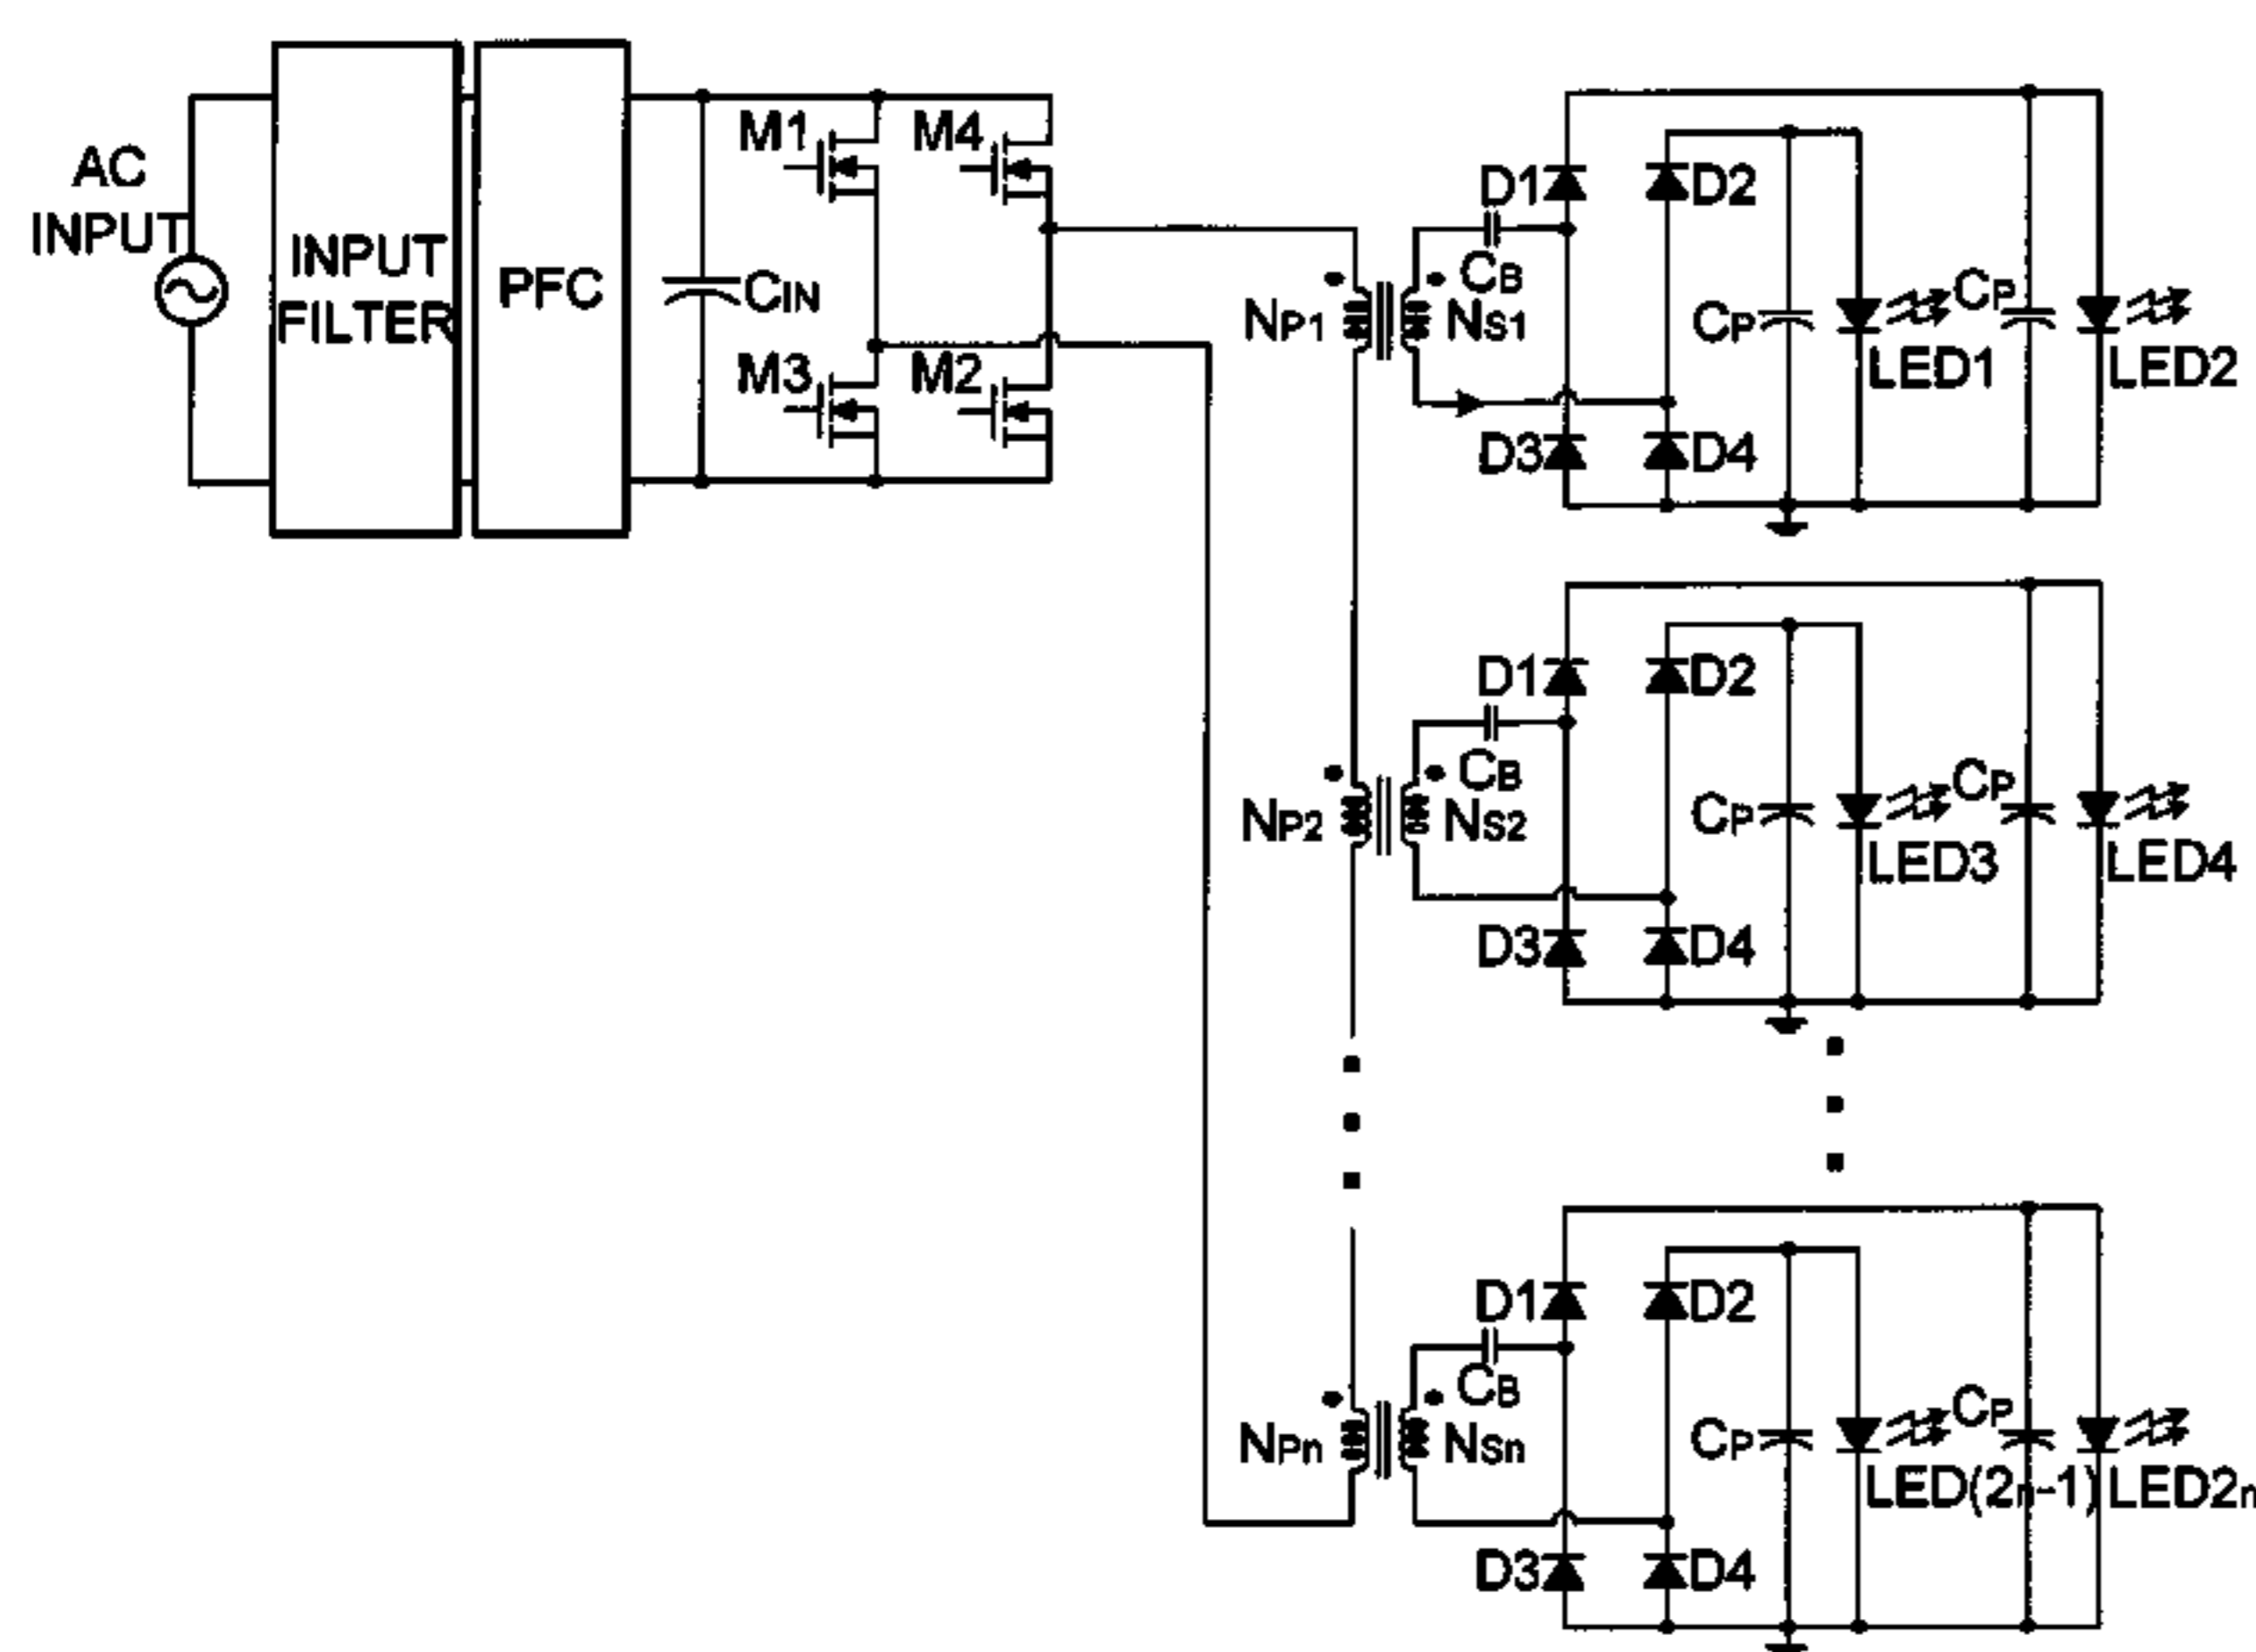 AC
INPUT
INPUT
FILTER
PFC
CIN
M1
M4
M3
M2
NP1
NS1
CB
D1
D2
D3
D4
CP
LED1
CP
LED2
NP2
NS2
CB
D1
D2
D3
D4
CP
LED3
CP
LED4
NPn
NSn
CB
D1
D2
D3
D4
CP
LED(2n-1)
CP
LED2n